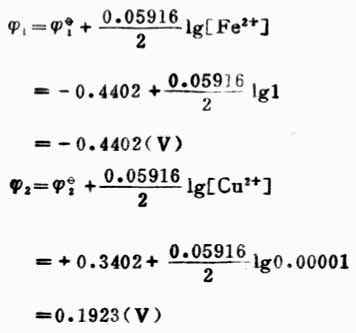 φ₁=φ₁^⊖ + 0.05916/2 lg[Fe²⁺]
= - 0.4402 + 0.05916/2 lg1
= - 0.4402(V)
φ₂=φ₂^⊖ + 0.05916/2 lg[Cu²⁺]
= + 0.3402+ 0.05916/2 lg0.00001
=0.1923(V)